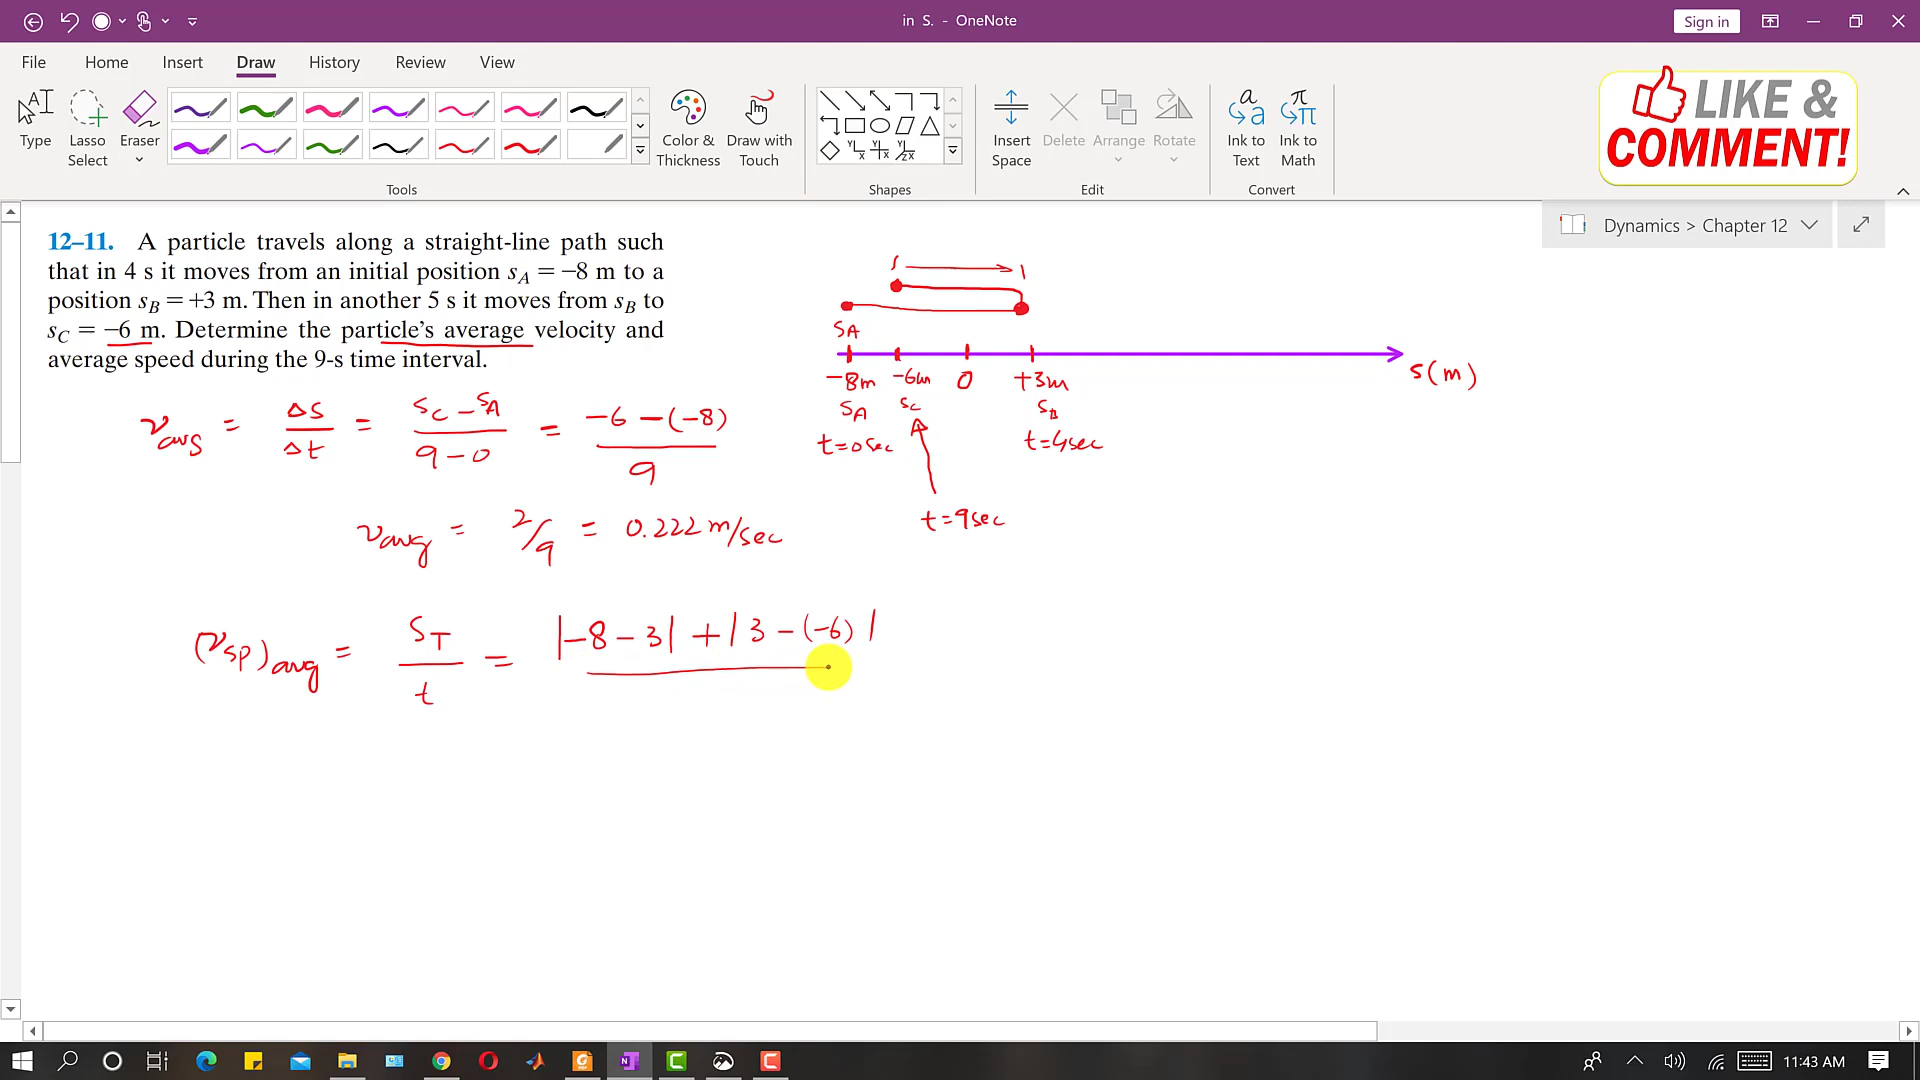 in S. - OneNote
Sign in
File Home Insert Draw History Review View
Type
Lasso Select
Eraser
Color & Thickness
Draw with Touch
Insert Space
Delete
Arrange
Rotate
Ink to Text
Ink to Math
Tools
Shapes
Edit
Convert
LIKE &
COMMENT!
Dynamics > Chapter 12
12–11. A particle travels along a straight-line path such
that in 4 s it moves from an initial position sA = −8 m to a
position sB = +3 m. Then in another 5 s it moves from sB to
sC = −6 m. Determine the particle's average velocity and
average speed during the 9-s time interval.
SA
-8m -6m 0 +3m S(m)
SA Sc SB
t=0sec t=4sec
t=9sec
vavg = Δs/Δt = (Sc - SA)/(9-0) = (-6-(-8))/9
vavg = 2/9 = 0.222 m/sec
(vsp)avg = ST/t = |-8-3| + |3-(-6)|
11:43 AM